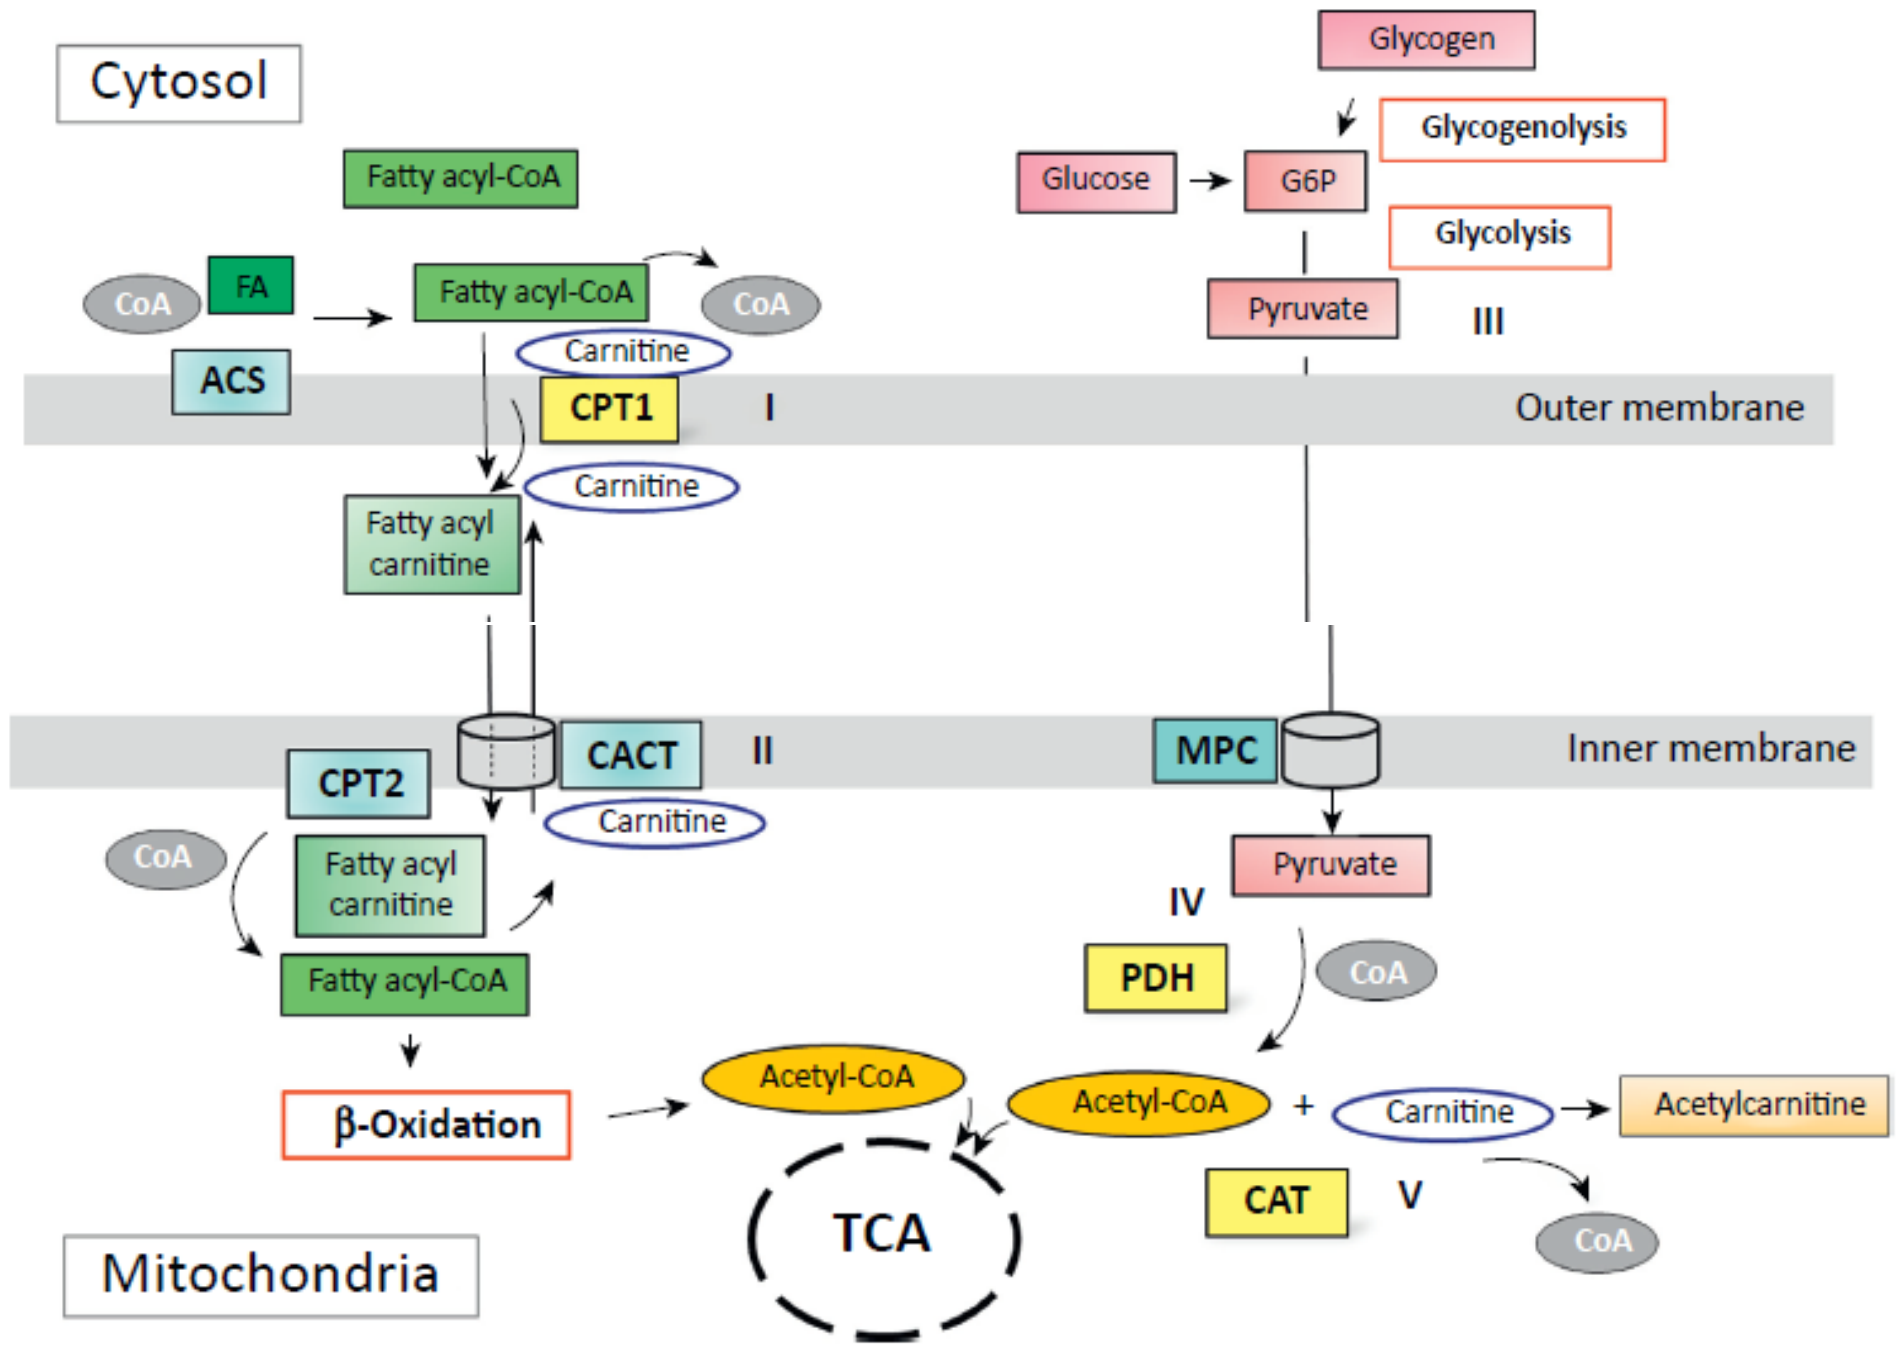 Cytosol
Glycogen
Glycogenolysis
Fatty acyl-CoA
Glucose
G6P
Glycolysis
CoA
FA
Fatty acyl-CoA
CoA
Pyruvate
III
Carnitine
ACS
CPT1
I
Outer membrane
Carnitine
Fatty acyl
carnitine
CACT
II
MPC
Inner membrane
CPT2
Carnitine
CoA
Fatty acyl
carnitine
Pyruvate
IV
Fatty acyl-CoA
PDH
CoA
β-Oxidation
Acetyl-CoA
Acetyl-CoA
+
Carnitine
Acetylcarnitine
TCA
CAT
V
CoA
Mitochondria